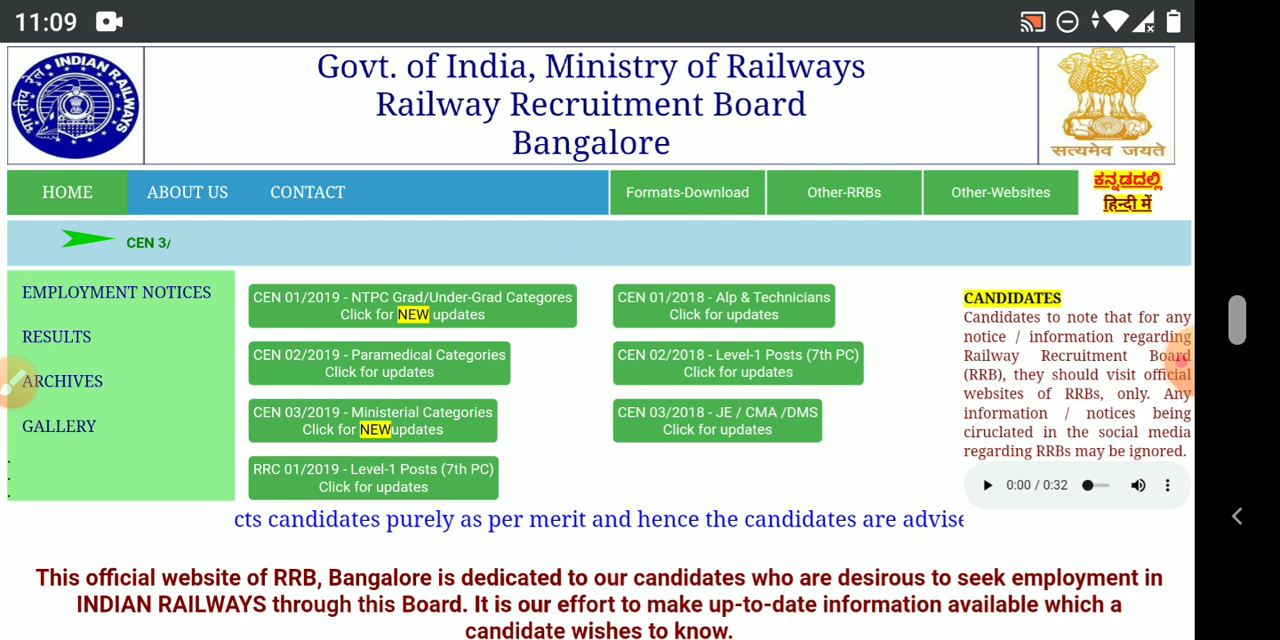 11:09
INDIAN RAILWAYS
भारतीय रेल
Govt. of India, Ministry of Railways
Railway Recruitment Board
Bangalore
सत्यमेव जयते
HOME
ABOUT US
CONTACT
Formats-Download
Other-RRBs
Other-Websites
ಕನ್ನಡದಲ್ಲಿ
हिन्दी में
CEN 3/
EMPLOYMENT NOTICES
RESULTS
ARCHIVES
GALLERY
.
.
.
CEN 01/2019 - NTPC Grad/Under-Grad Categores
Click for NEW updates
CEN 02/2019 - Paramedical Categories
Click for updates
CEN 03/2019 - Ministerial Categories
Click for NEWupdates
RRC 01/2019 - Level-1 Posts (7th PC)
Click for updates
CEN 01/2018 - Alp & Technicians
Click for updates
CEN 02/2018 - Level-1 Posts (7th PC)
Click for updates
CEN 03/2018 - JE / CMA /DMS
Click for updates
CANDIDATES
Candidates to note that for any
notice / information regarding
Railway Recruitment Board
(RRB), they should visit official
websites of RRBs, only. Any
information / notices being
ciruclated in the social media
regarding RRBs may be ignored.
0:00 / 0:32
cts candidates purely as per merit and hence the candidates are advise
This official website of RRB, Bangalore is dedicated to our candidates who are desirous to seek employment in
INDIAN RAILWAYS through this Board. It is our effort to make up-to-date information available which a
candidate wishes to know.